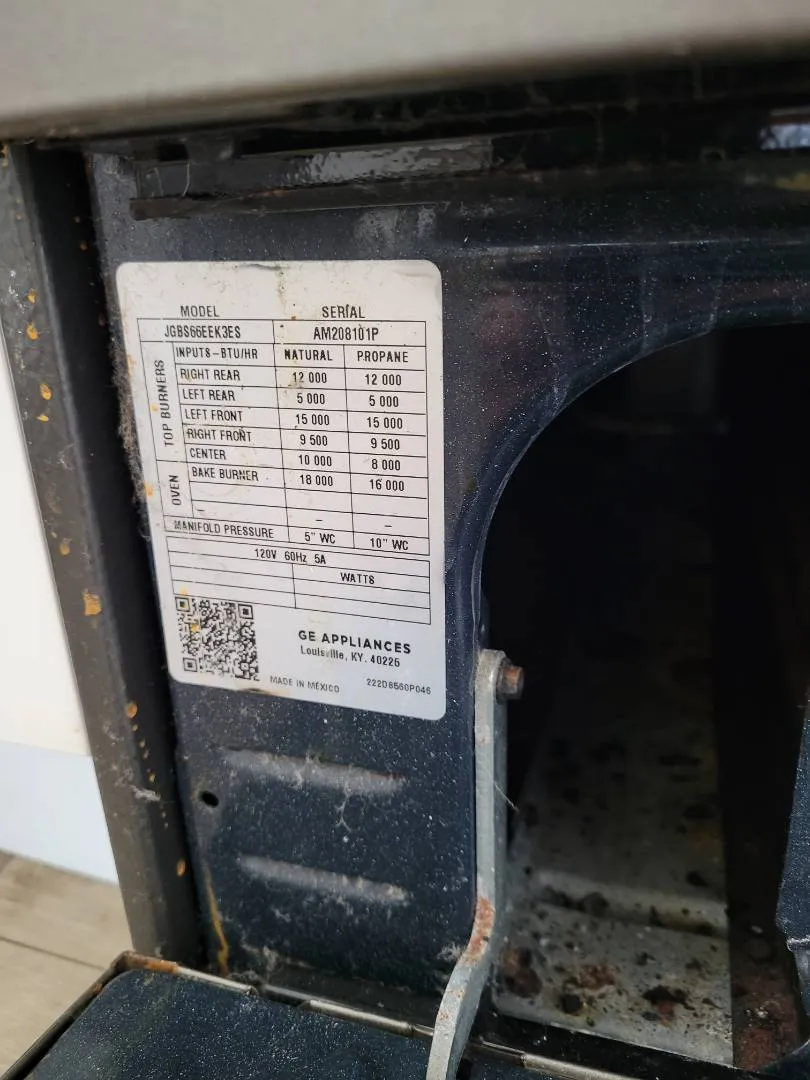 MODEL SERIAL
JGBS66EEK3ES AM208101P
TOP BURNERS
INPUTS-BTU/HR NATURAL PROPANE
RIGHT REAR 12 000 12 000
LEFT REAR 5 000 5 000
LEFT FRONT 15 000 15 000
RIGHT FRONT 9 500 9 500
CENTER 10 000 8 000
OVEN
BAKE BURNER 18 000 16 000
– – –
MANIFOLD PRESSURE 5" WC 10" WC
120V 60Hz 5A
WATTS
GE APPLIANCES
Louisville, KY. 40225
MADE IN MEXICO 222D8560P046